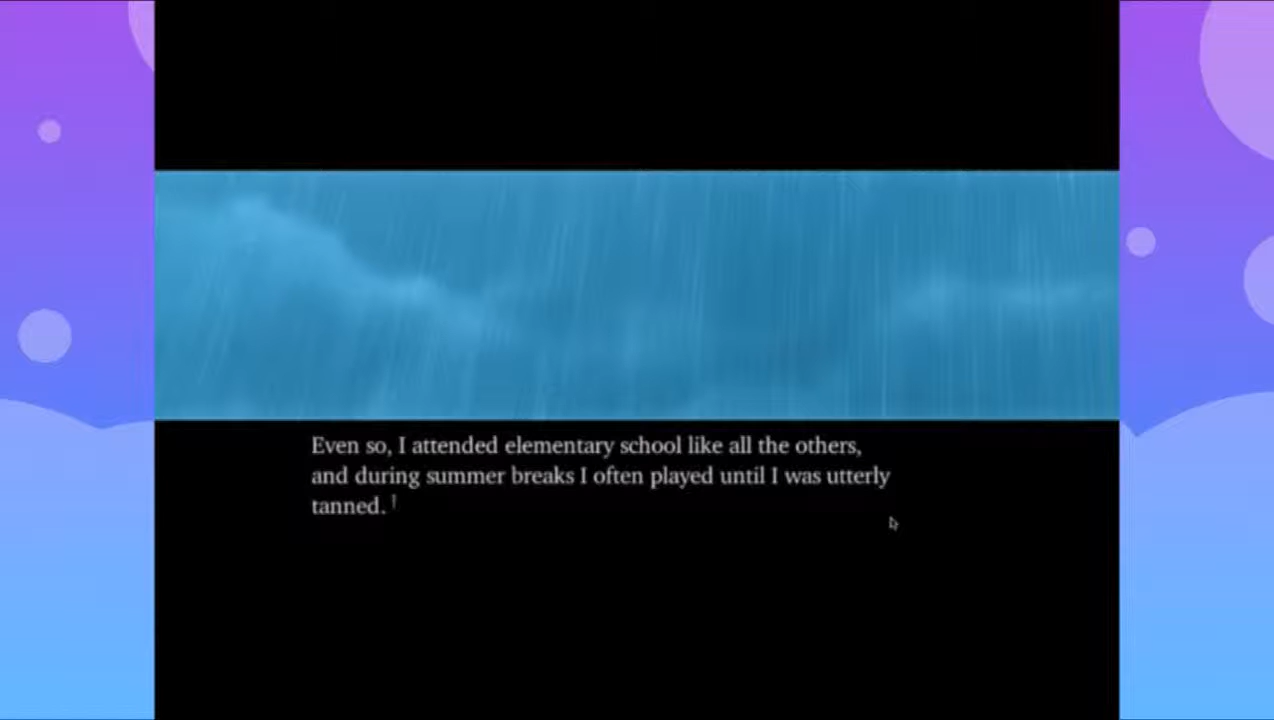 Even so, I attended elementary school like all the others,
and during summer breaks I often played until I was utterly
tanned.